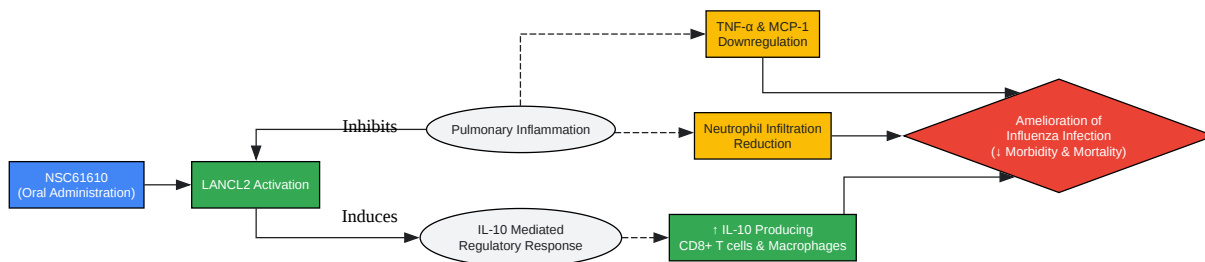 TNF-α & MCP-1
Downregulation
Inhibits
Pulmonary Inflammation
Neutrophil Infiltration
Reduction
Amelioration of
Influenza Infection
(↓ Morbidity & Mortality)
NSC61610
(Oral Administration)
LANCL2 Activation
Induces
IL-10 Mediated
Regulatory Response
↑ IL-10 Producing
CD8+ T cells & Macrophages